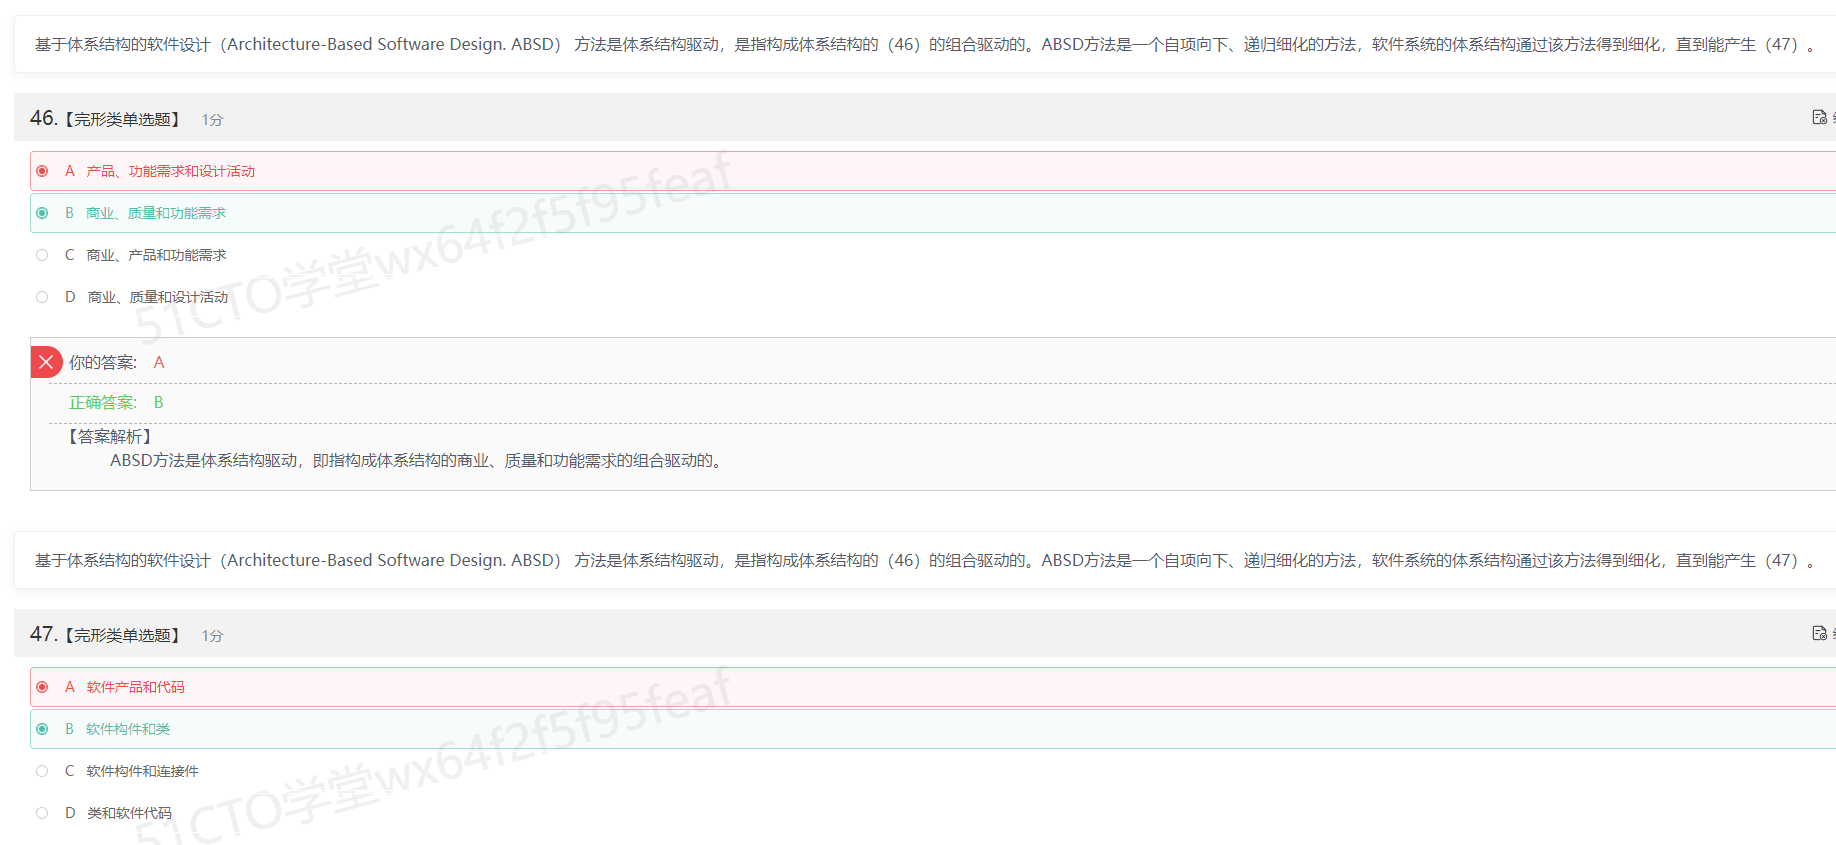 基于体系结构的软件设计（Architecture-Based Software Design. ABSD） 方法是体系结构驱动，是指构成体系结构的（46）的组合驱动的。ABSD方法是一个自项向下、递归细化的方法，软件系统的体系结构通过该方法得到细化，直到能产生（47）。
46.【完形类单选题】 1分
A 产品、功能需求和设计活动
B 商业、质量和功能需求
C 商业、产品和功能需求
D 商业、质量和设计活动
51CTO学堂wx64f2f5f95feaf
你的答案: A
正确答案: B
【答案解析】
ABSD方法是体系结构驱动，即指构成体系结构的商业、质量和功能需求的组合驱动的。
基于体系结构的软件设计（Architecture-Based Software Design. ABSD） 方法是体系结构驱动，是指构成体系结构的（46）的组合驱动的。ABSD方法是一个自项向下、递归细化的方法，软件系统的体系结构通过该方法得到细化，直到能产生（47）。
47.【完形类单选题】 1分
A 软件产品和代码
B 软件构件和类
C 软件构件和连接件
D 类和软件代码
51CTO学堂wx64f2f5f95feaf